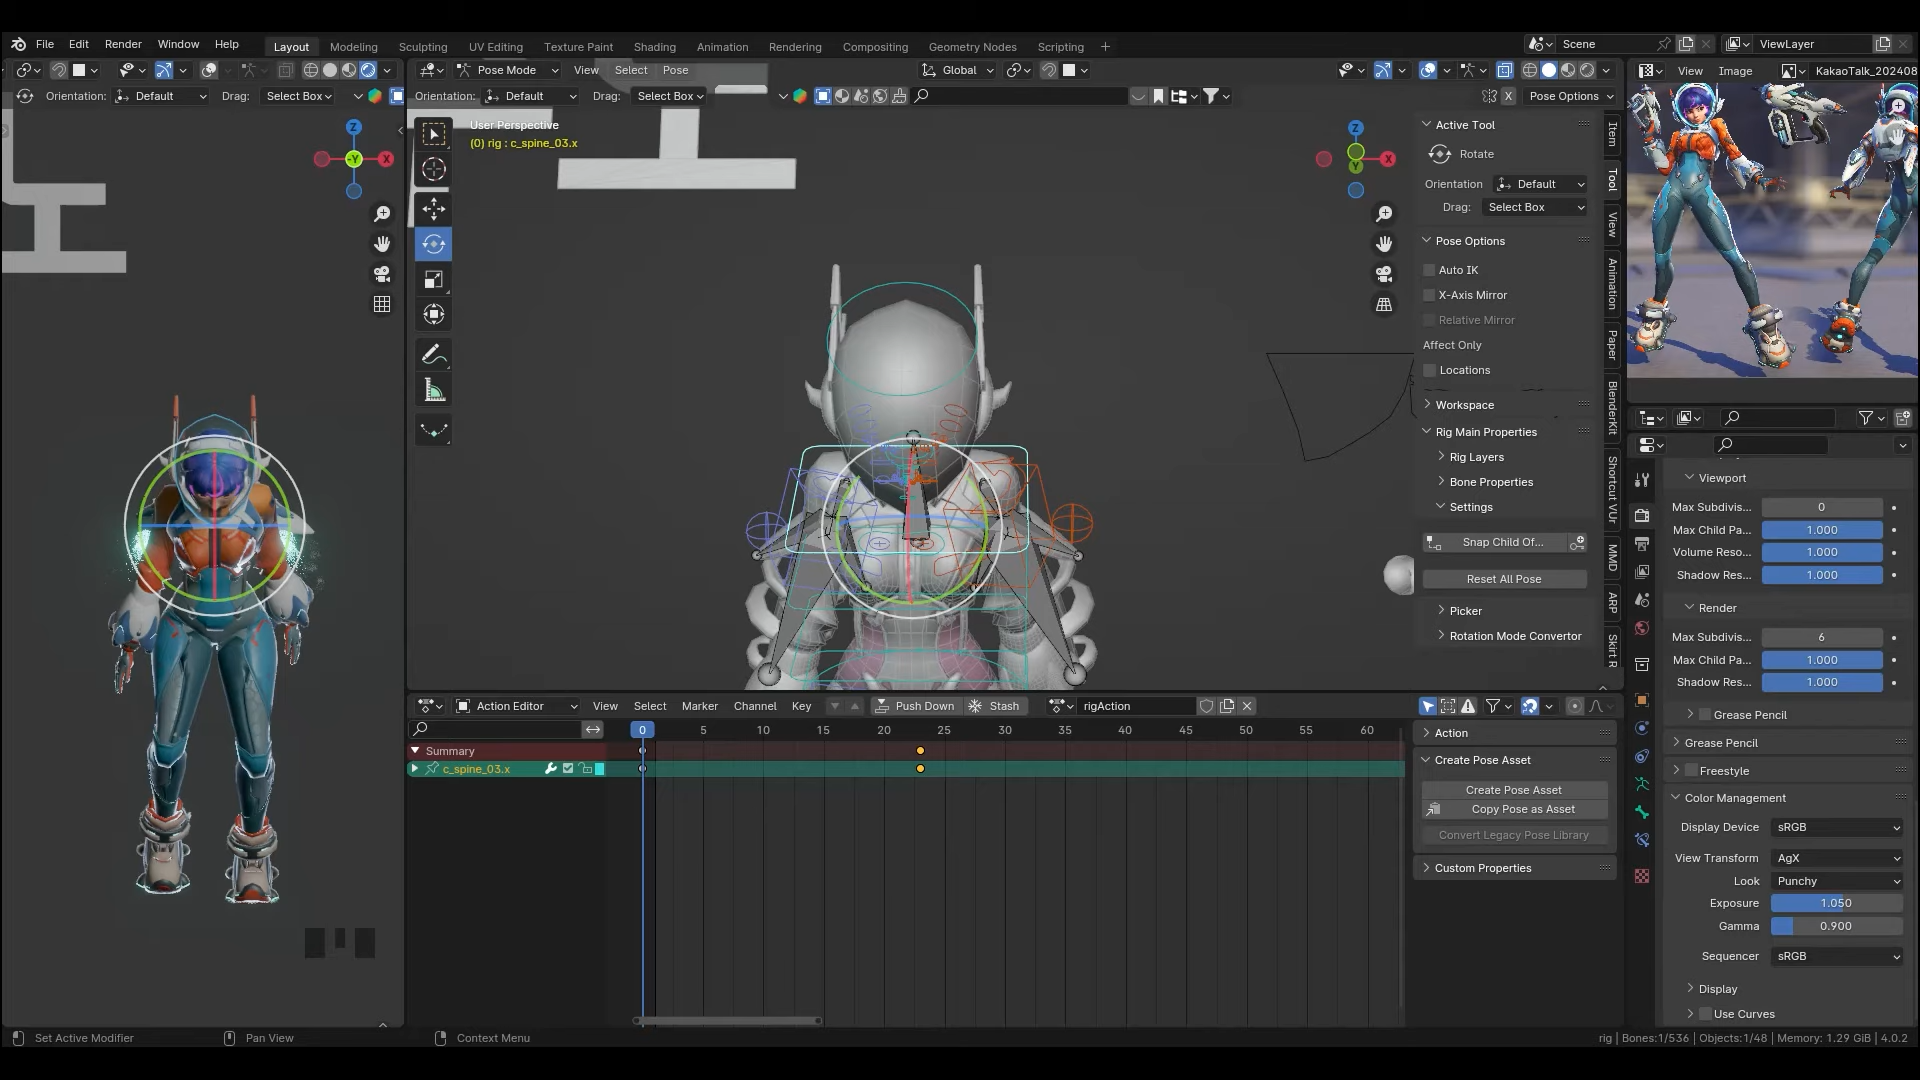 File Edit Render Window Help
Layout Modeling Sculpting UV Editing Texture Paint Shading Animation Rendering Compositing Geometry Nodes Scripting +
Scene
ViewLayer
Pose Mode View Select Pose
Global
View Image KakaoTalk_202408
Orientation: Default Drag: Select Box
Orientation: Default Drag: Select Box
X Pose Options
User Perspective
(0) rig : c_spine_03.x
Z
-Y
X
Z
Y
X
Active Tool
Rotate
Orientation Default
Drag: Select Box
Pose Options
Auto IK
X-Axis Mirror
Relative Mirror
Affect Only
Locations
Workspace
Rig Main Properties
Rig Layers
Bone Properties
Settings
Snap Child Of...
Reset All Pose
Picker
Rotation Mode Convertor
Item
Tool
View
Animation
Paper
BlenderKit
Shortcut VUr
MMD
ARP
Skirt R
Viewport
Max Subdivis... 0
Max Child Pa... 1.000
Volume Reso... 1.000
Shadow Res... 1.000
Render
Max Subdivis... 6
Max Child Pa... 1.000
Shadow Res... 1.000
Grease Pencil
Grease Pencil
Freestyle
Color Management
Display Device sRGB
View Transform AgX
Look Punchy
Exposure 1.050
Gamma 0.900
Sequencer sRGB
Display
Use Curves
Action Editor View Select Marker Channel Key Push Down Stash rigAction
0 5 10 15 20 25 30 35 40 45 50 55 60
Summary
c_spine_03.x
Action
Create Pose Asset
Create Pose Asset
Copy Pose as Asset
Convert Legacy Pose Library
Custom Properties
Set Active Modifier Pan View Context Menu
rig | Bones:1/536 | Objects:1/48 | Memory: 1.29 GiB | 4.0.2